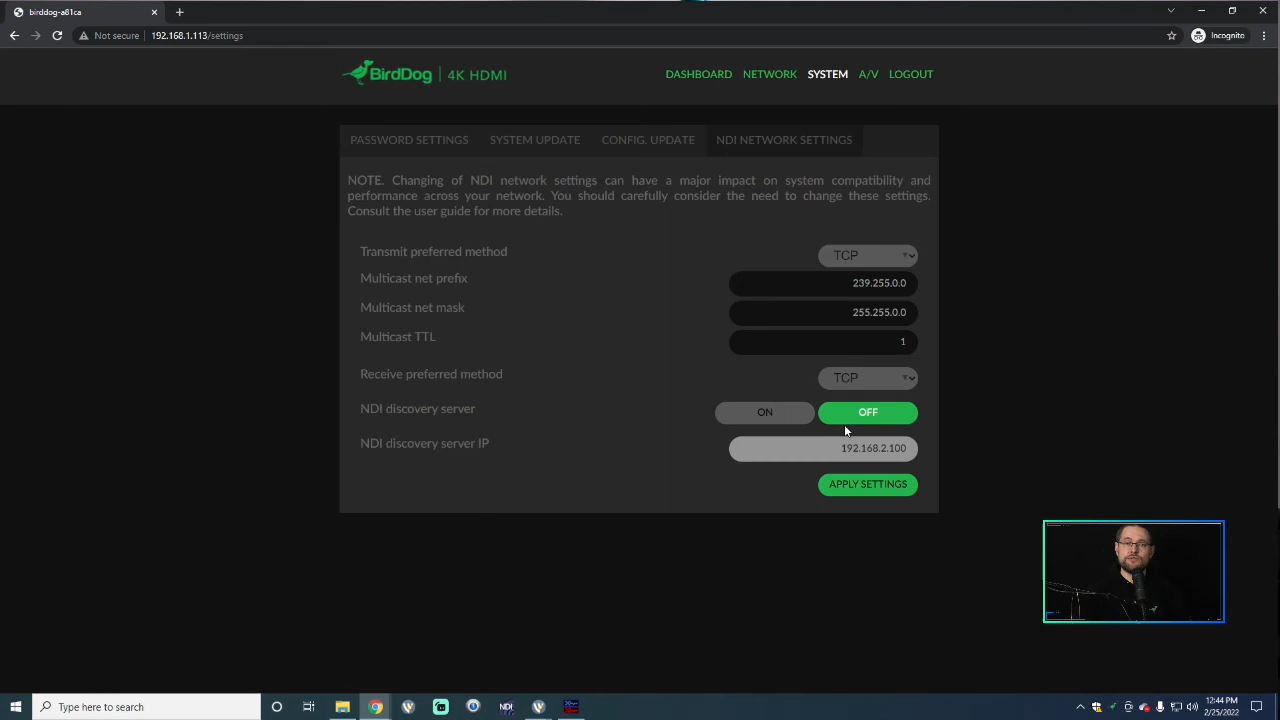 birddog-a81ca
Not secure 192.168.1.113/settings
Incognito
BirdDog 4K HDMI
DASHBOARD NETWORK SYSTEM A/V LOGOUT
PASSWORD SETTINGS SYSTEM UPDATE CONFIG. UPDATE NDI NETWORK SETTINGS
NOTE. Changing of NDI network settings can have a major impact on system compatibility and
performance across your network. You should carefully consider the need to change these settings.
Consult the user guide for more details.
Transmit preferred method TCP
Multicast net prefix 239.255.0.0
Multicast net mask 255.255.0.0
Multicast TTL 1
Receive preferred method TCP
NDI discovery server ON OFF
NDI discovery server IP 192.168.2.100
APPLY SETTINGS
Type here to search
NDI
12:44 PM
2/25/2022